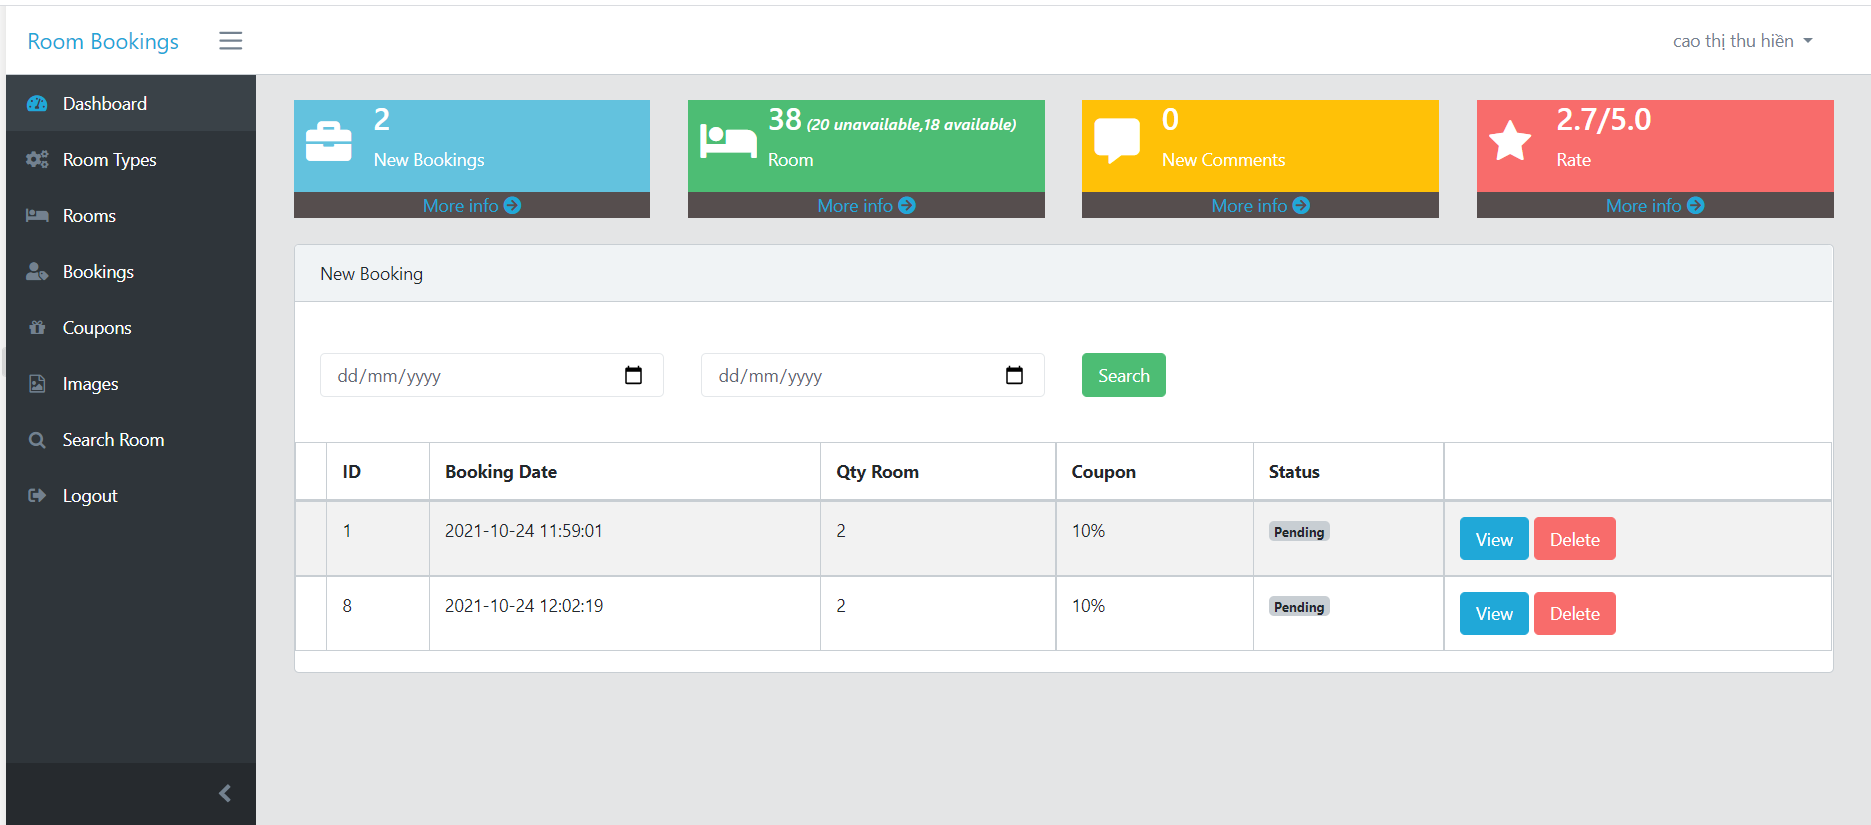 Room Bookings
cao thị thu hiền
Dashboard
Room Types
Rooms
Bookings
Coupons
Images
Search Room
Logout
2
New Bookings
More info
38 (20 unavailable,18 available)
Room
More info
0
New Comments
More info
2.7/5.0
Rate
More info
New Booking
dd/mm/yyyy dd/mm/yyyy Search
ID Booking Date Qty Room Coupon Status
1 2021-10-24 11:59:01 2 10% Pending View Delete
8 2021-10-24 12:02:19 2 10% Pending View Delete